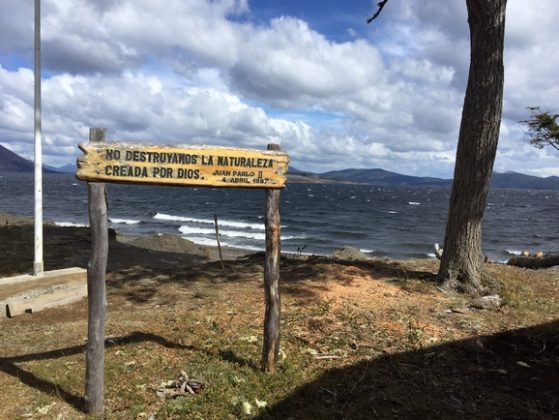 NO DESTRUYAMOS LA NATURALEZA
CREADA POR DIOS. JUAN PABLO II
4 ABRIL 1987